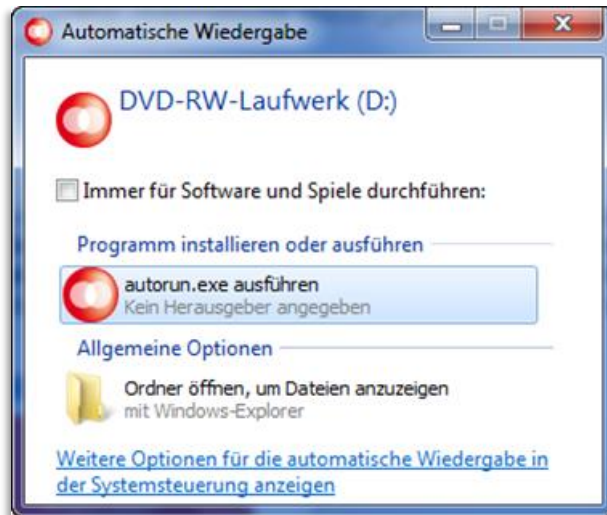 Automatische Wiedergabe
DVD-RW-Laufwerk (D:)
Immer für Software und Spiele durchführen:
Programm installieren oder ausführen
autorun.exe ausführen
Kein Herausgeber angegeben
Allgemeine Optionen
Ordner öffnen, um Dateien anzuzeigen
mit Windows-Explorer
Weitere Optionen für die automatische Wiedergabe in
der Systemsteuerung anzeigen